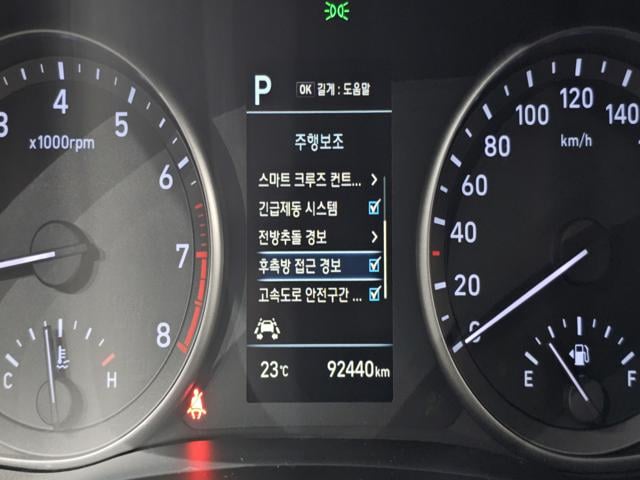 P OK 길게 : 도움말
주행보조
스마트 크루즈 컨트... >
긴급제동 시스템
전방추돌 경보 >
후측방 접근 경보
고속도로 안전구간 ...
23℃ 92440km
3 4 5 6 7 8
x1000rpm
C H
0 20 40 60 80 100 120 140
km/h
E F